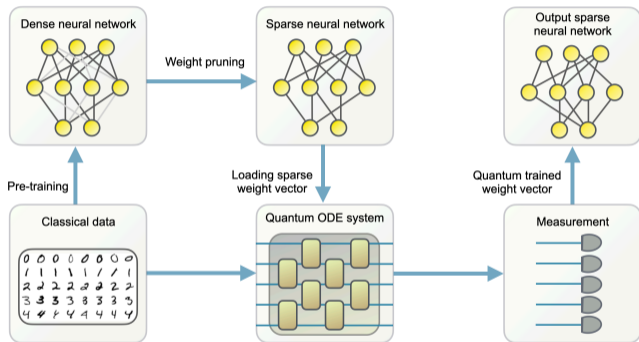 Dense neural network
Sparse neural network
Output sparse
neural network
Weight pruning
Pre-training
Loading sparse
weight vector
Quantum trained
weight vector
Classical data
Quantum ODE system
Measurement
0 0 0 0 0 0 0 0
1 1 1 1 1 1 1 1
2 2 2 2 2 2 2 2
3 3 3 3 3 3 3 3
4 4 4 4 4 4 4 4